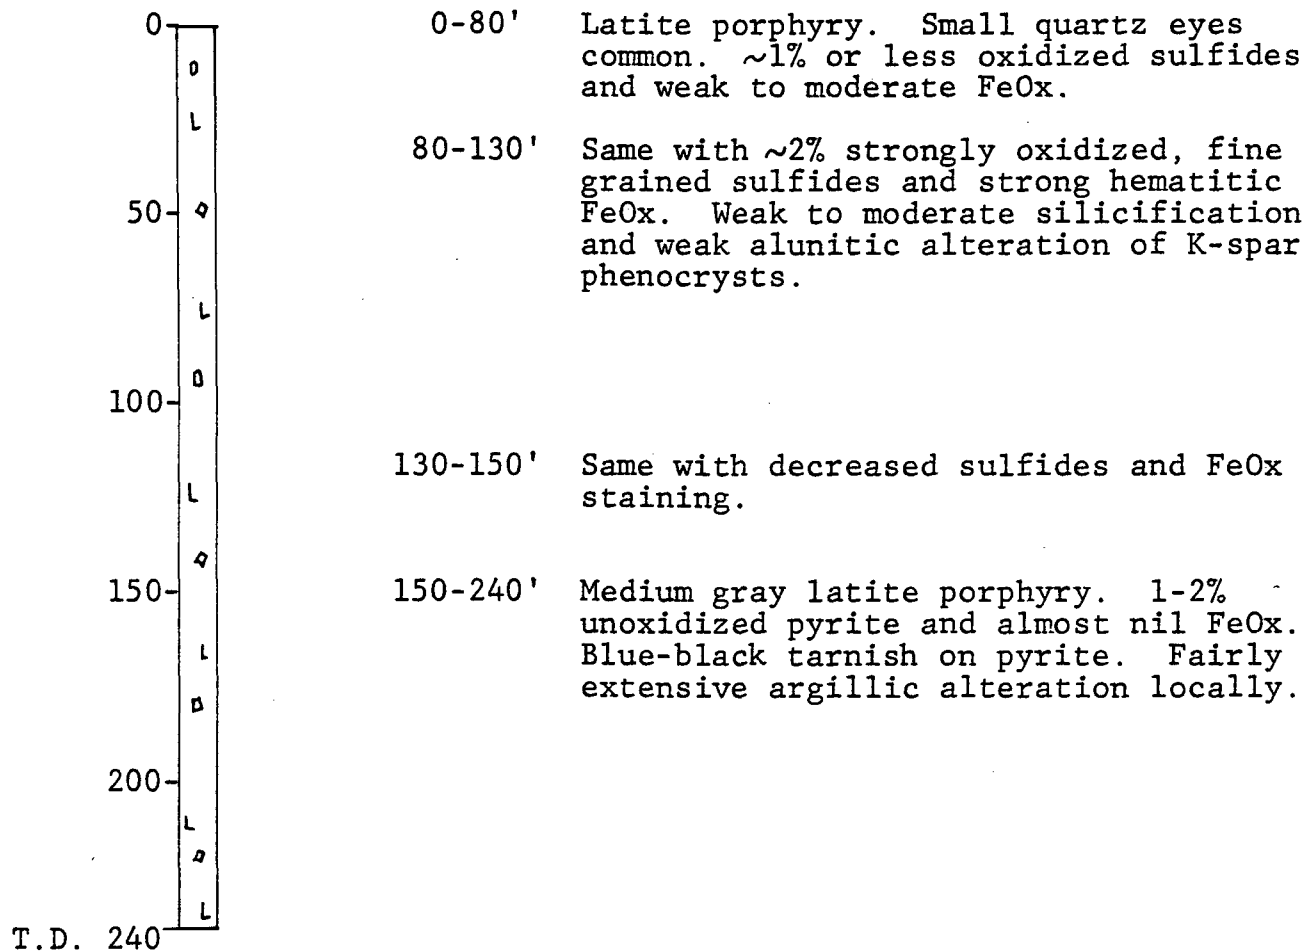 0-
0-80' Latite porphyry. Small quartz eyes
common. ~1% or less oxidized sulfides
and weak to moderate FeOx.
80-130' Same with ~2% strongly oxidized, fine
grained sulfides and strong hematitic
50- FeOx. Weak to moderate silicification
and weak alunitic alteration of K-spar
phenocrysts.
100-
130-150' Same with decreased sulfides and FeOx
staining.
150- 150-240' Medium gray latite porphyry. 1-2%
unoxidized pyrite and almost nil FeOx.
Blue-black tarnish on pyrite. Fairly
extensive argillic alteration locally.
200-
T.D. 240
L
L
L
L
L
L